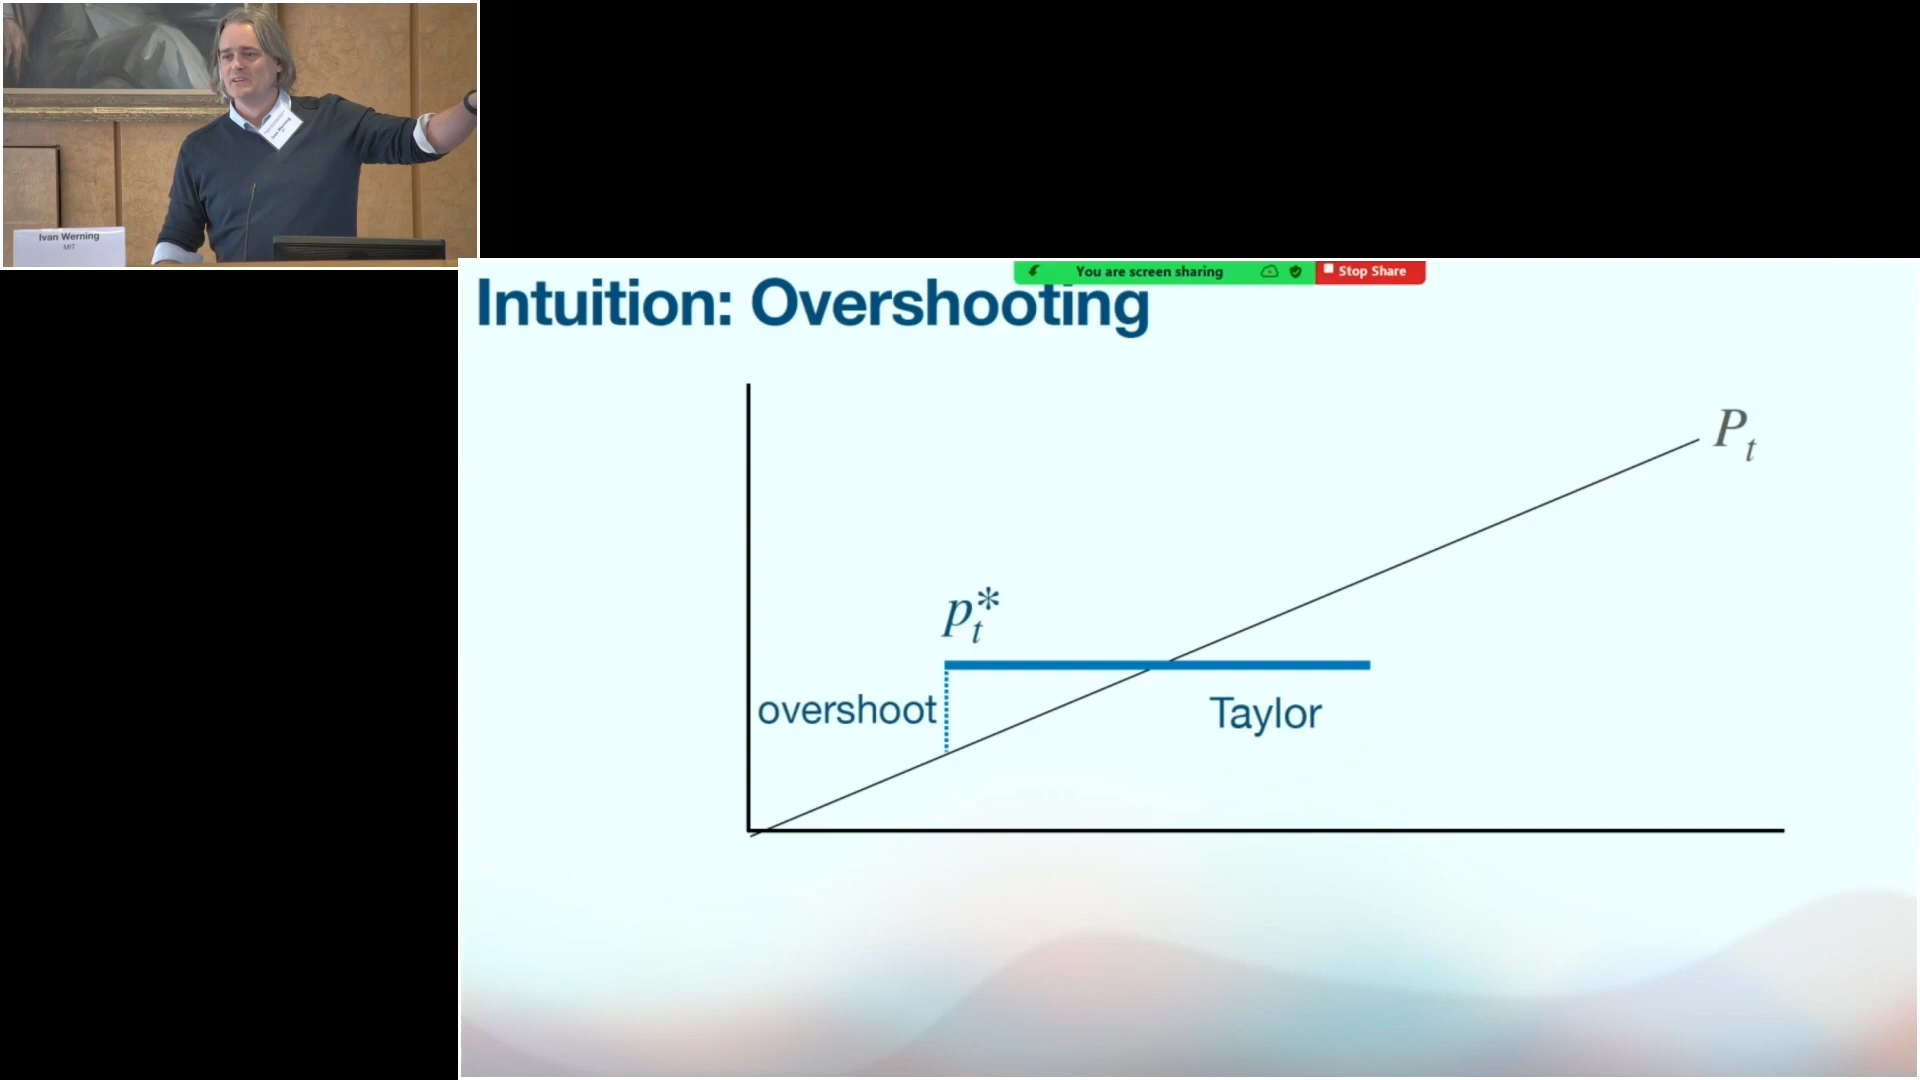 Ivan Werning
MIT
You are screen sharing
Stop Share
Intuition: Overshooting
P_t
p_t^*
overshoot
Taylor